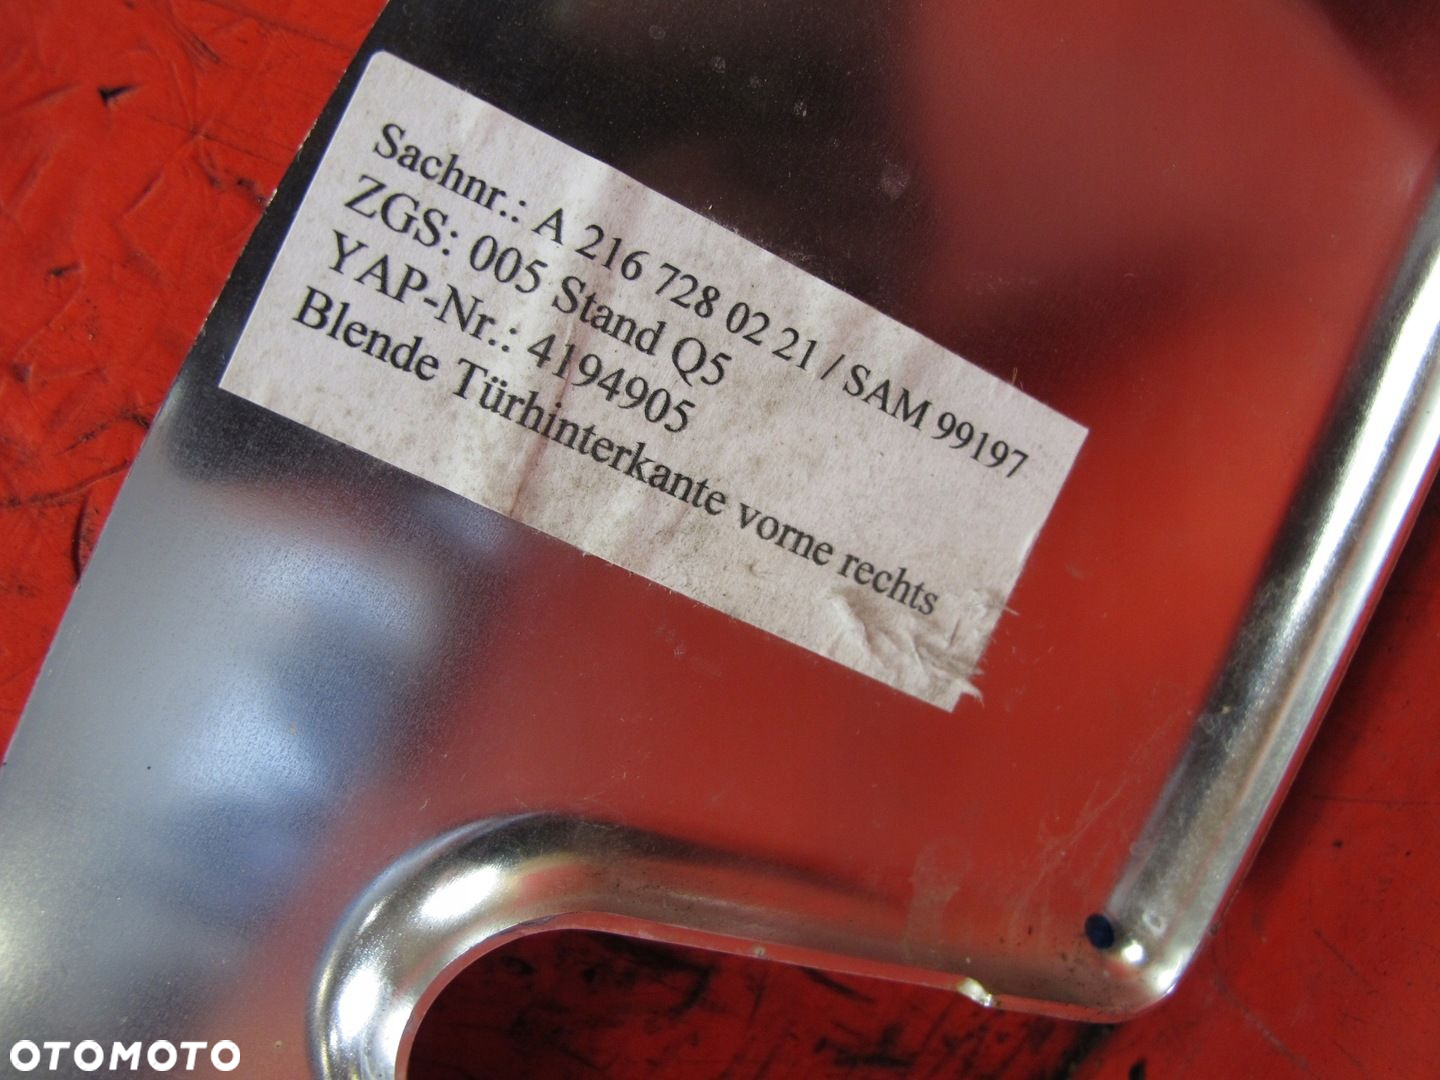 Sachnr.: A 216 728 02 21 / SAM 99197
ZGS: 005 Stand Q5
YAP-Nr.: 4194905
Blende Türhinterkante vorne rechts
OTOMOTO